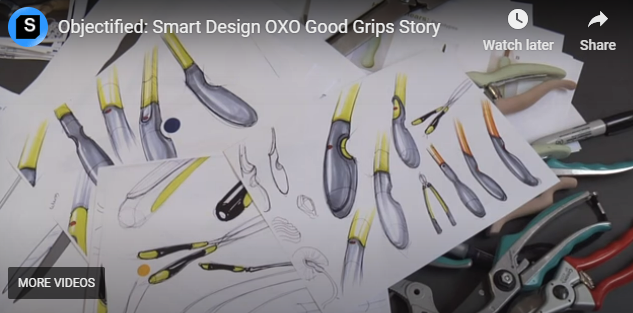 S
Objectified: Smart Design OXO Good Grips Story
Watch later
Share
MORE VIDEOS